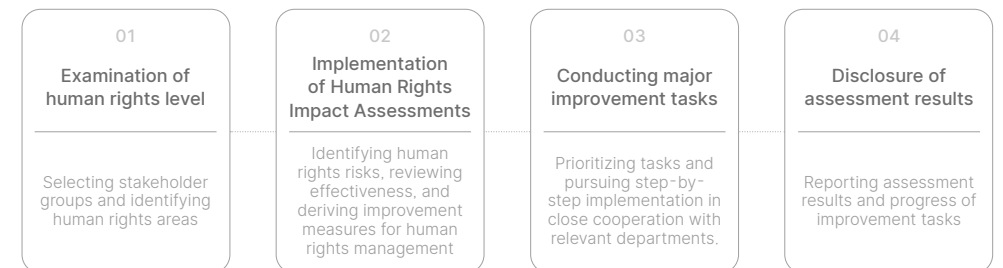 01
Examination of
human rights level
Selecting stakeholder
groups and identifying
human rights areas
02
Implementation
of Human Rights
Impact Assessments
Identifying human
rights risks, reviewing
effectiveness, and
deriving improvement
measures for human
rights management
03
Conducting major
improvement tasks
Prioritizing tasks and
pursuing step-by-
step implementation in
close cooperation with
relevant departments.
04
Disclosure of
assessment results
Reporting assessment
results and progress of
improvement tasks